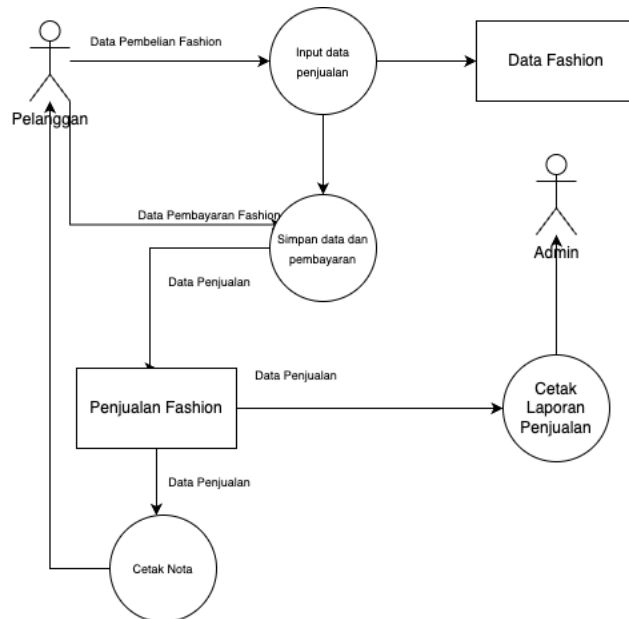 Data Pembelian Fashion
Input data
penjualan
Data Fashion
Pelanggan
Data Pembayaran Fashion
Simpan data dan
pembayaran
Admin
Data Penjualan
Penjualan Fashion
Data Penjualan
Cetak
Laporan
Penjualan
Data Penjualan
Cetak Nota